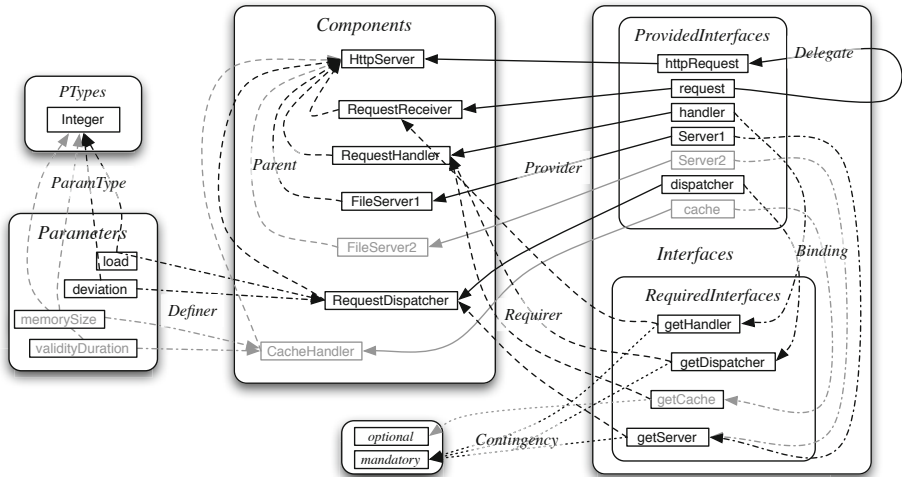 Components
ProvidedInterfaces
HttpServer
httpRequest
Delegate
PTypes
Integer
request
RequestReceiver
handler
RequestHandler
Server1
Parent
Server2
Provider
ParamType
FileServer1
dispatcher
cache
Parameters
FileServer2
Interfaces
Binding
load
deviation
RequestDispatcher
RequiredInterfaces
memorySize
Definer
Requirer
getHandler
validityDuration
CacheHandler
getDispatcher
getCache
optional
Contingency
getServer
mandatory